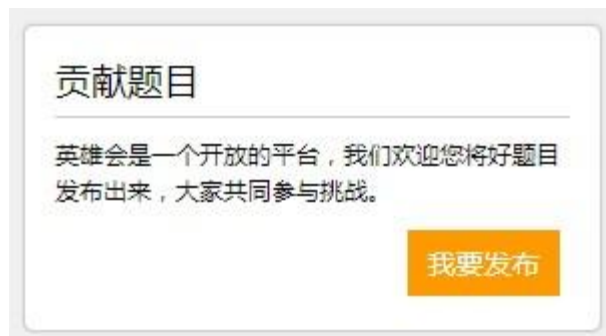 贡献题目
英雄会是一个开放的平台，我们欢迎您将好题目
发布出来，大家共同参与挑战。
我要发布